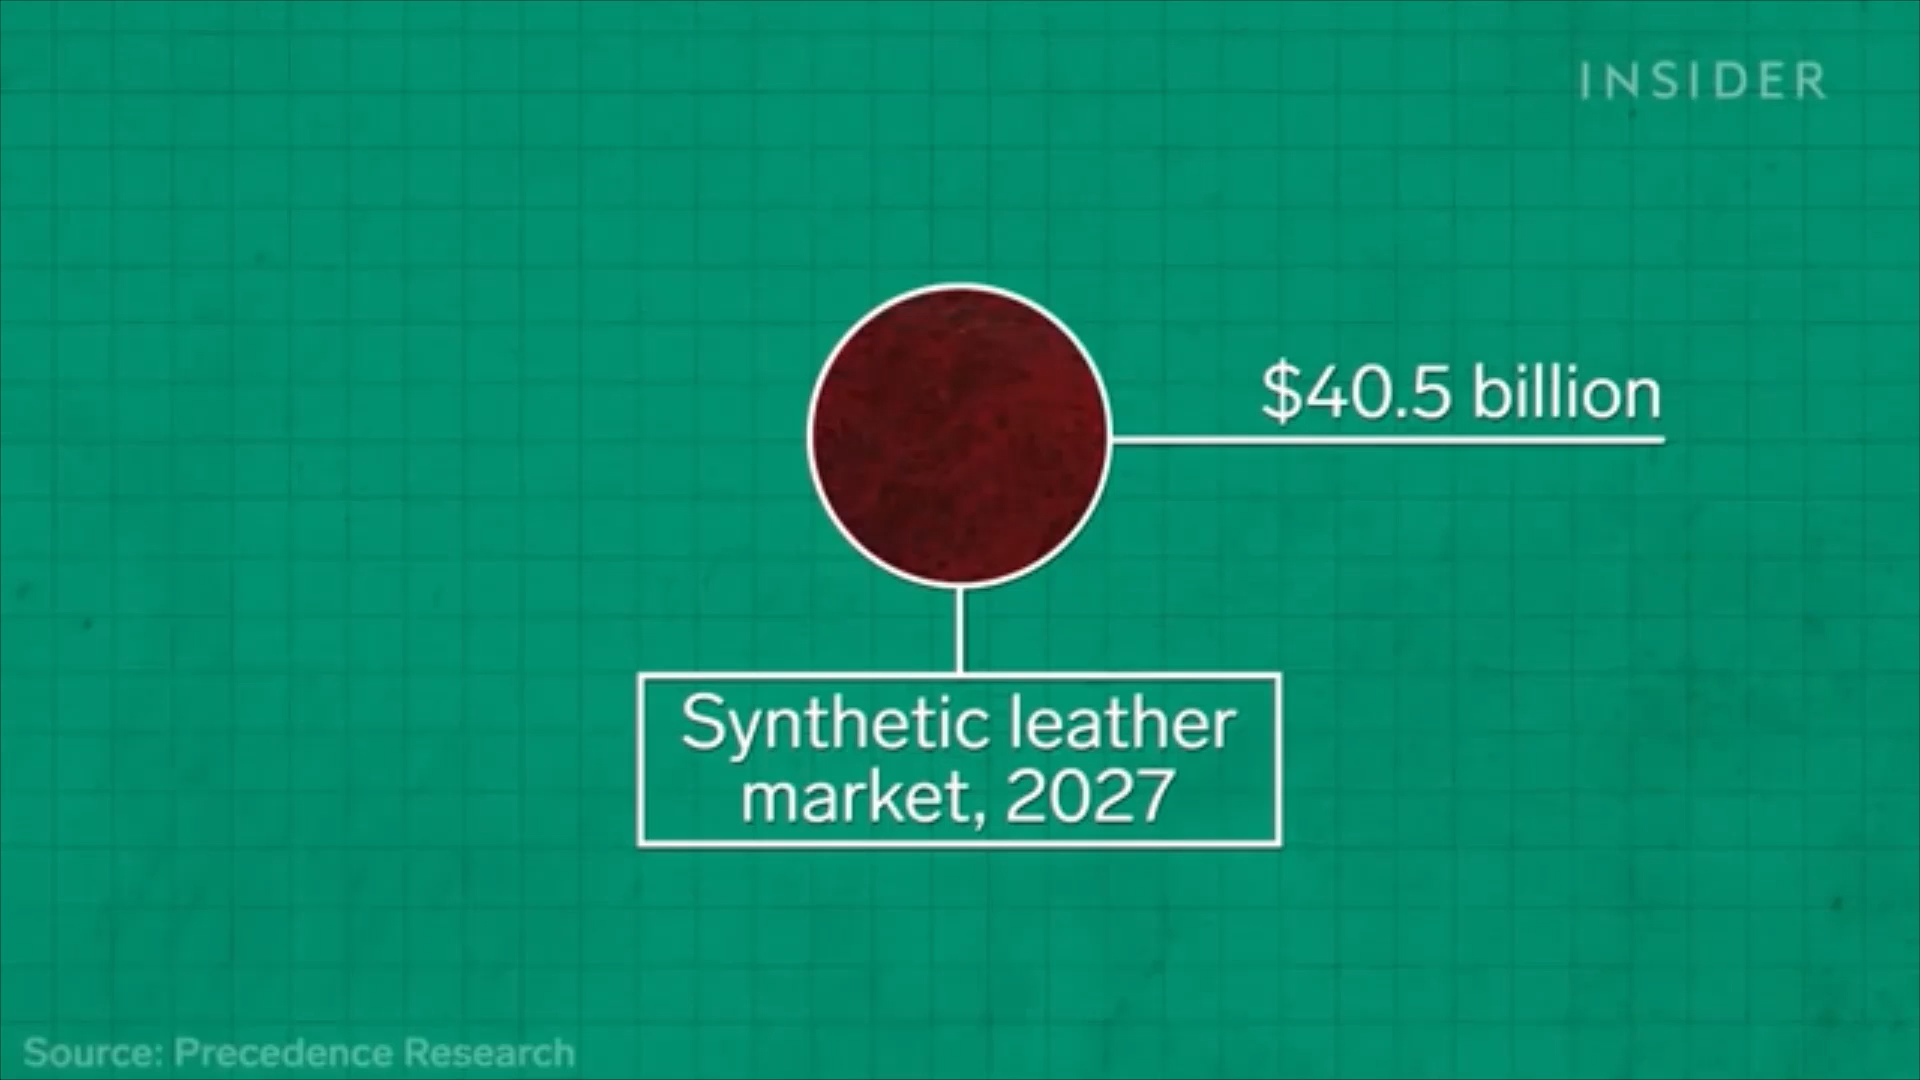 INSIDER
$40.5 billion
Synthetic leather
market, 2027
Source: Precedence Research